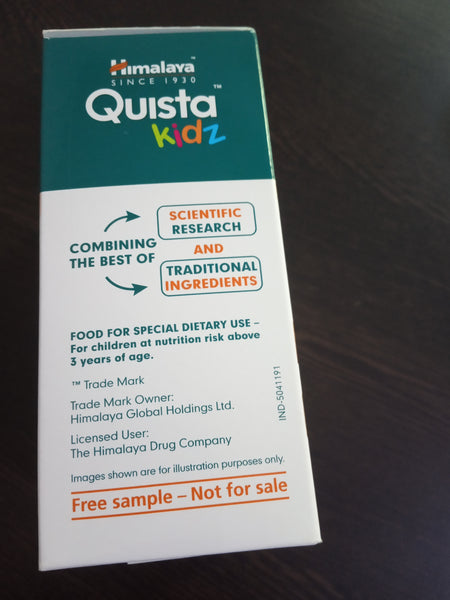 Himalaya™
SINCE 1930
Quista™
kidz
COMBINING
THE BEST OF
SCIENTIFIC
RESEARCH
AND
TRADITIONAL
INGREDIENTS
FOOD FOR SPECIAL DIETARY USE –
For children at nutrition risk above
3 years of age.
™ Trade Mark
Trade Mark Owner:
Himalaya Global Holdings Ltd.
Licensed User:
The Himalaya Drug Company
IND-5041191
Images shown are for illustration purposes only.
Free sample – Not for sale